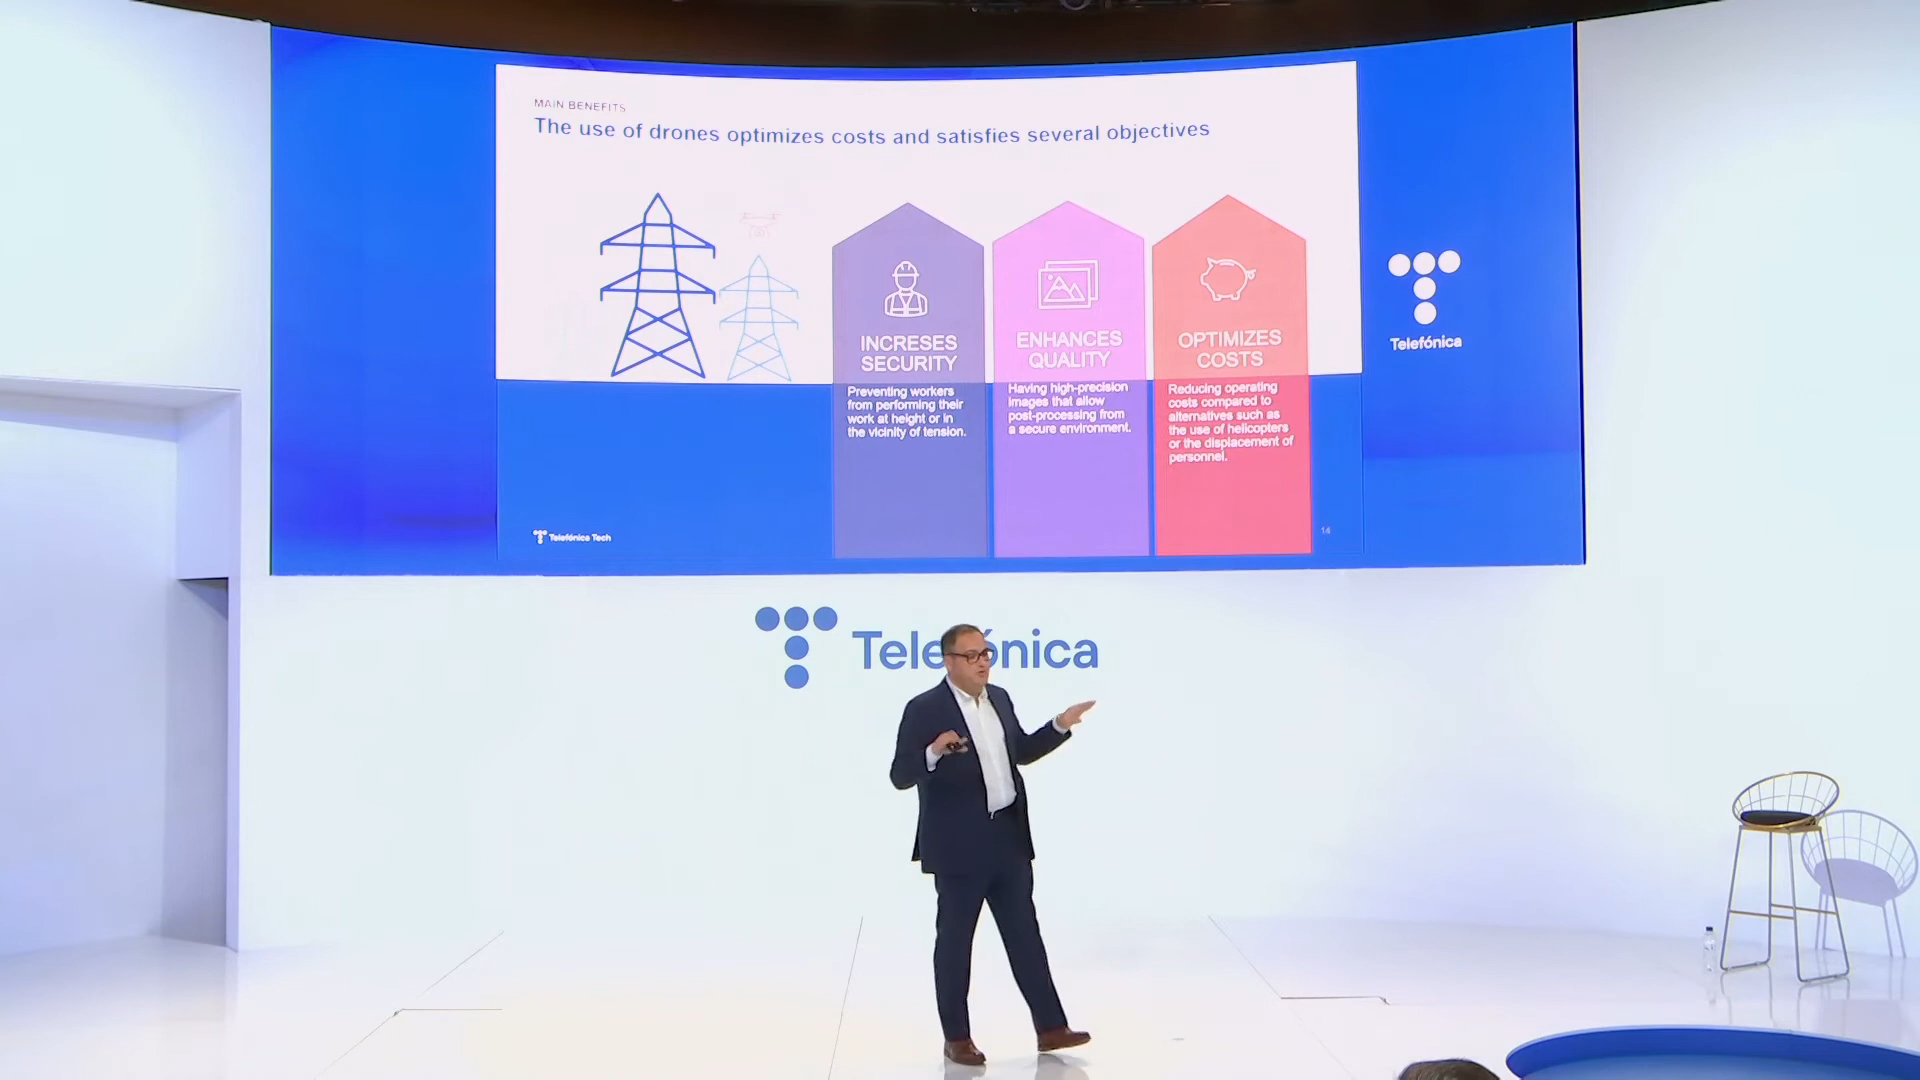 MAIN BENEFITS
The use of drones optimizes costs and satisfies several objectives
INCRESES
SECURITY
Preventing workers
from performing their
work at height or in
the vicinity of tension.
ENHANCES
QUALITY
Having high-precision
images that allow
post-processing from
a secure environment.
OPTIMIZES
COSTS
Reducing operating
costs compared to
alternatives such as
the use of helicopters
or the displacement of
personnel.
Telefónica Tech
14
Telefónica
Telefónica